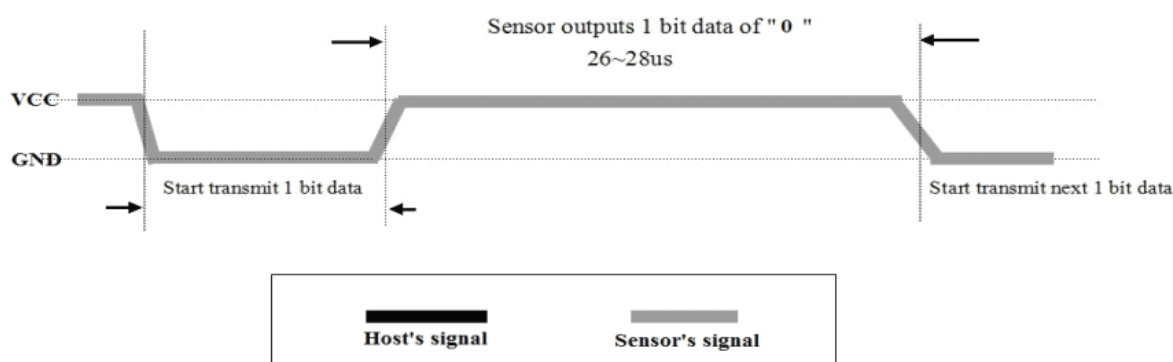 Sensor outputs 1 bit data of " 0 "
26~28us
VCC
GND
Start transmit 1 bit data
Start transmit next 1 bit data
Host's signal
Sensor's signal